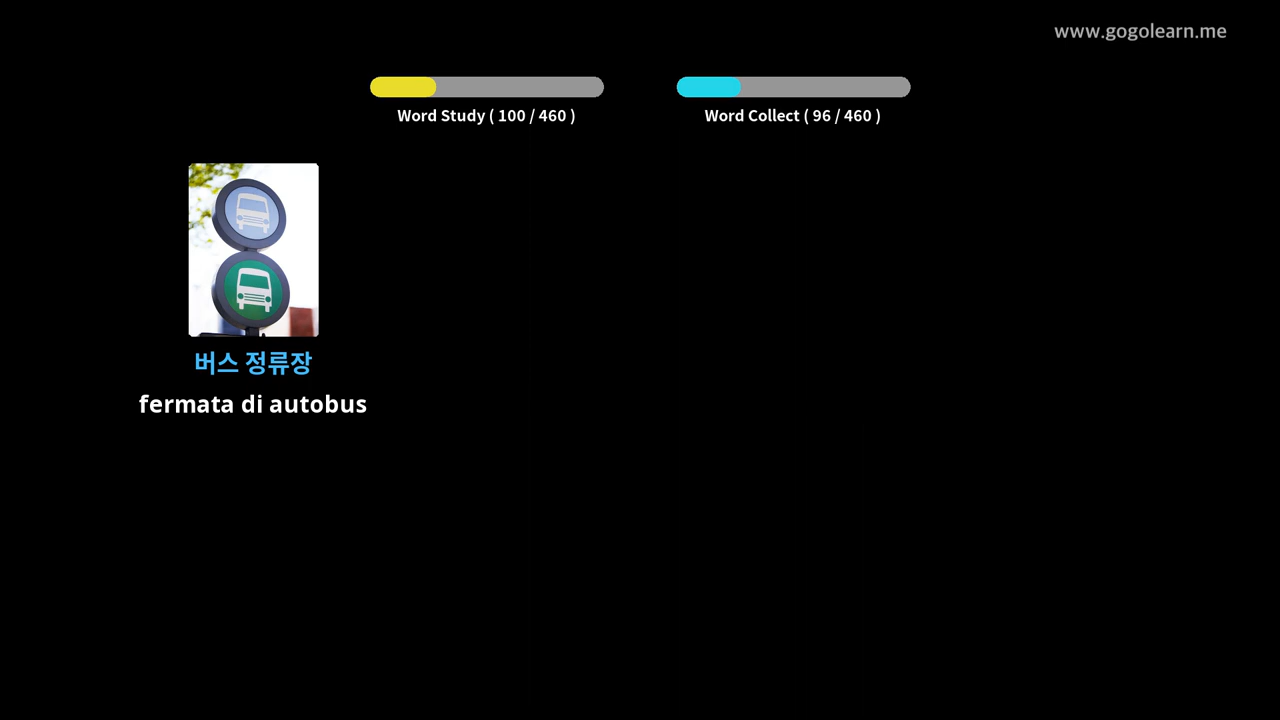 www.gogolearn.me
Word Study ( 100 / 460 )
Word Collect ( 96 / 460 )
버스 정류장
fermata di autobus